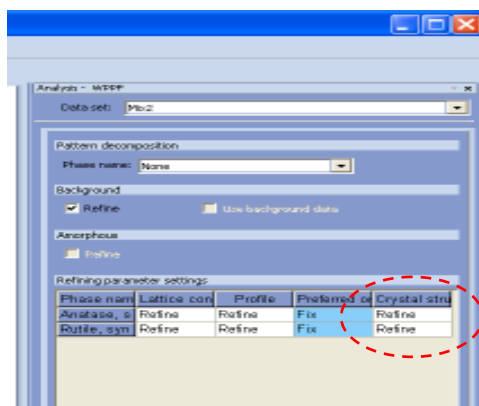 Analysis - WPPF
Data set: Mix2
Pattern decomposition
Phase name: None
Background
Refine Use background data
Amorphous
Refine
Refining parameter settings
Phase nam Lattice con Profile Preferred o Crystal stru
Anatase, s Refine Refine Fix Refine
Rutile, syn Refine Refine Fix Refine